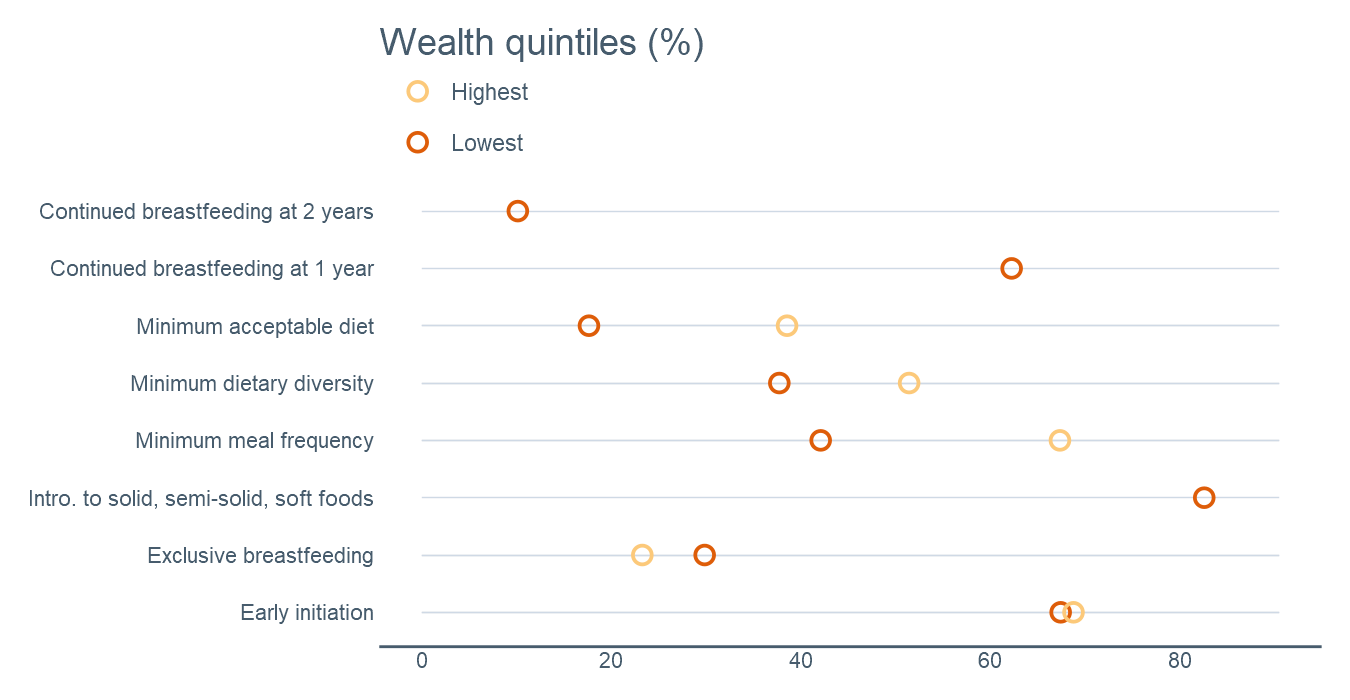 Wealth quintiles (%)
Highest
Lowest
Continued breastfeeding at 2 years
Continued breastfeeding at 1 year
Minimum acceptable diet
Minimum dietary diversity
Minimum meal frequency
Intro. to solid, semi-solid, soft foods
Exclusive breastfeeding
Early initiation
0 20 40 60 80